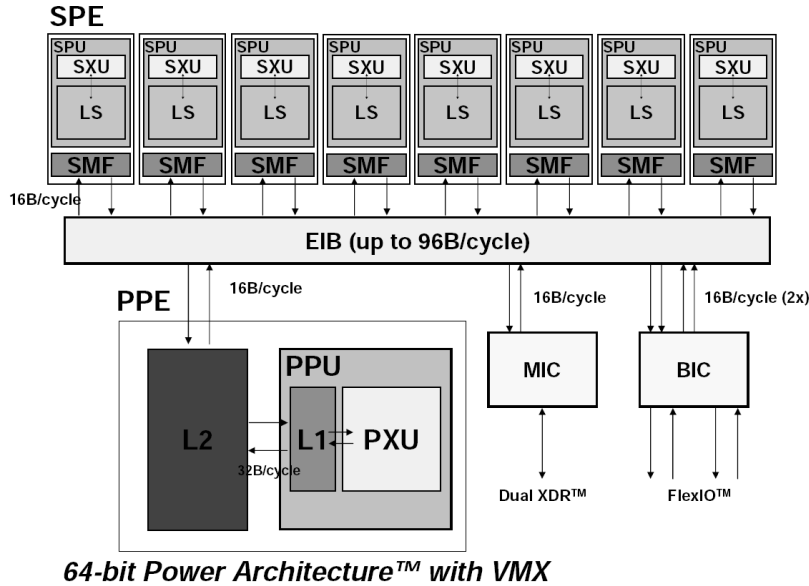 SPE
SPU SPU SPU SPU SPU SPU SPU SPU
SXU SXU SXU SXU SXU SXU SXU SXU
LS LS LS LS LS LS LS LS
SMF SMF SMF SMF SMF SMF SMF SMF
16B/cycle
EIB (up to 96B/cycle)
16B/cycle 16B/cycle 16B/cycle (2x)
PPE
PPU
MIC BIC
L2 L1 PXU
32B/cycle
Dual XDR™ FlexIO™
64-bit Power Architecture™ with VMX